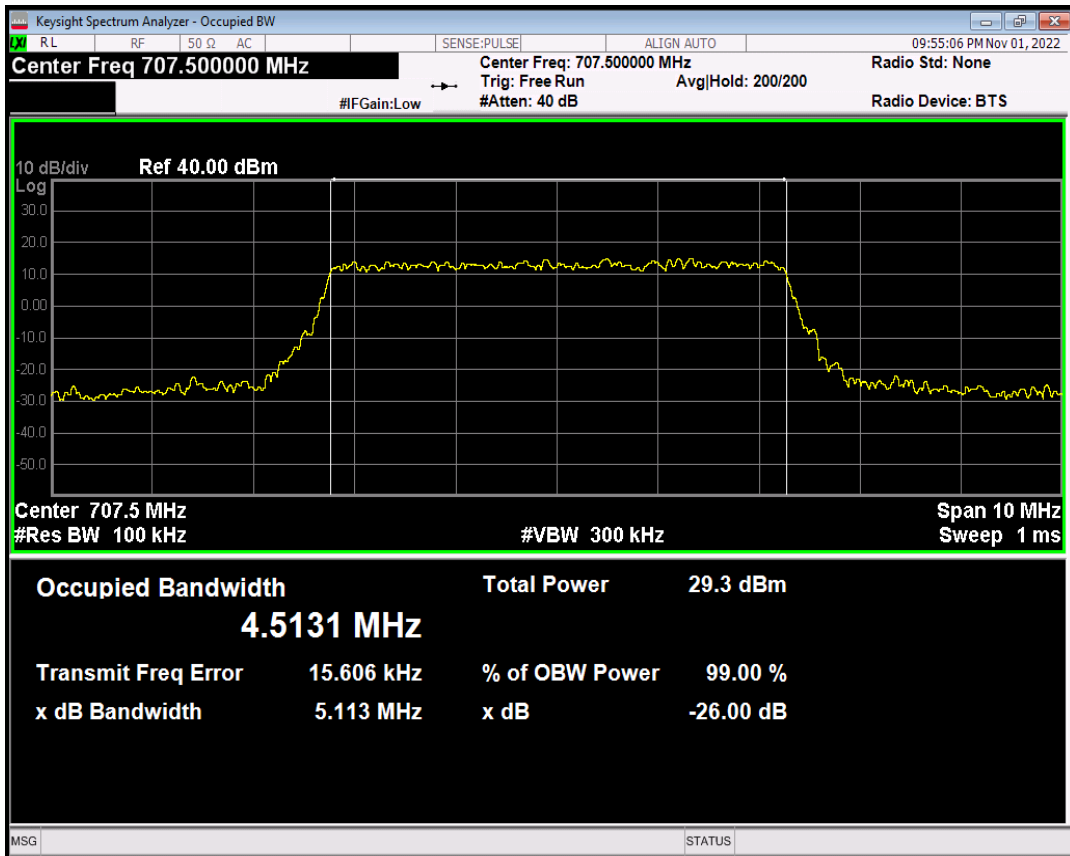 Keysight Spectrum Analyzer - Occupied BW
LXI RL RF 50 Ω AC SENSE:PULSE ALIGN AUTO 09:55:06 PM Nov 01, 2022
Center Freq 707.500000 MHz Center Freq: 707.500000 MHz Radio Std: None
Trig: Free Run Avg|Hold: 200/200
#IFGain:Low #Atten: 40 dB Radio Device: BTS
10 dB/div Ref 40.00 dBm
Log
30.0
20.0
10.0
0.00
-10.0
-20.0
-30.0
-40.0
-50.0
Center 707.5 MHz Span 10 MHz
#Res BW 100 kHz #VBW 300 kHz Sweep 1 ms
Occupied Bandwidth Total Power 29.3 dBm
4.5131 MHz
Transmit Freq Error 15.606 kHz % of OBW Power 99.00 %
x dB Bandwidth 5.113 MHz x dB -26.00 dB
MSG STATUS